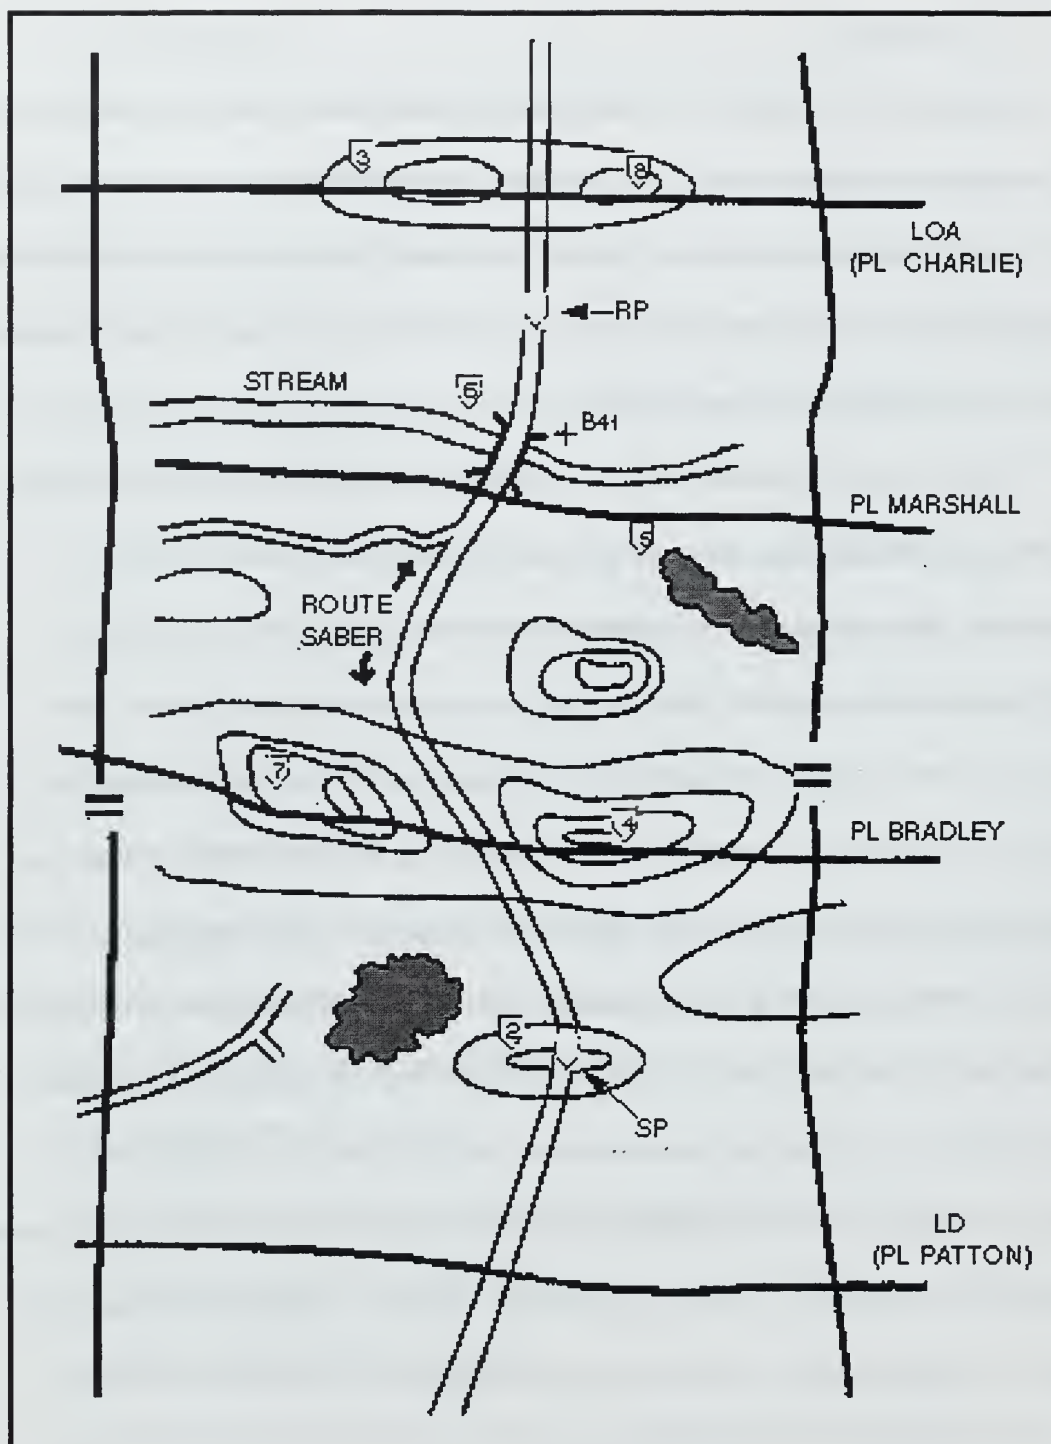 3
8
LOA
(PL CHARLIE)
RP
STREAM
6
B41
PL MARSHALL
5
ROUTE
SABER
7
4
PL BRADLEY
2
SP
LD
(PL PATTON)